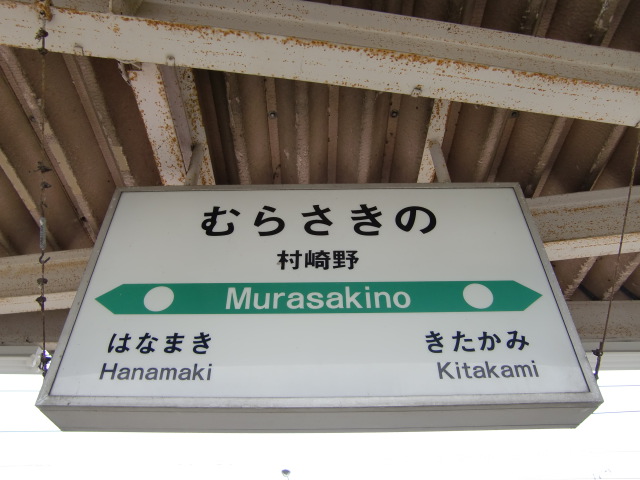 むらさきの
村崎野
Murasakino
はなまき きたかみ
Hanamaki Kitakami